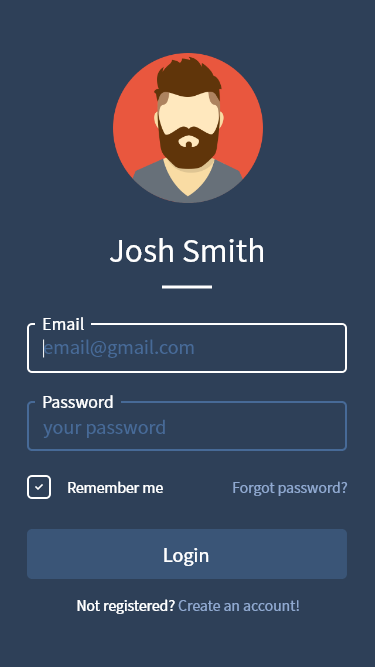 Josh Smith
Email
email@gmail.com
Password
your password
Remember me Forgot password?
Login
Not registered? Create an account!